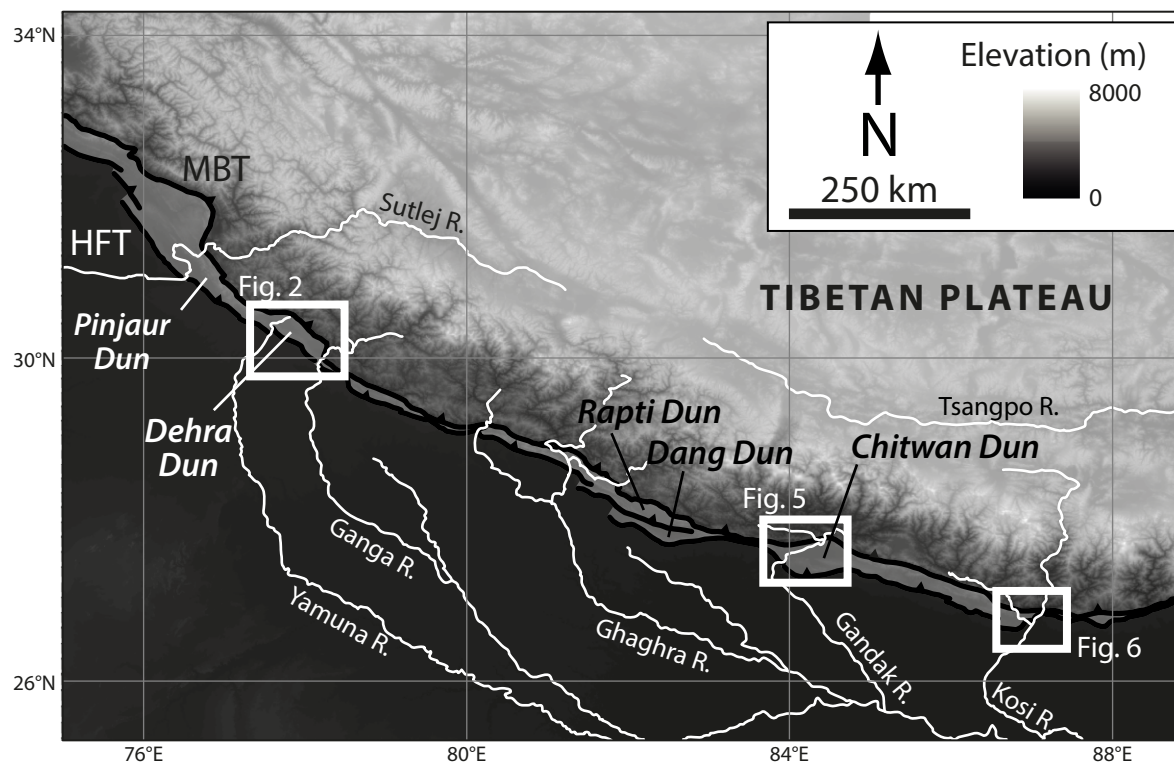 34°N
Elevation (m)
8000
N
250 km
0
MBT
Sutlej R.
HFT
Fig. 2
TIBETAN PLATEAU
Pinjaur
Dun
30°N
Tsangpo R.
Rapti Dun
Dehra
Dun
Dang Dun
Chitwan Dun
Fig. 5
Ganga R.
Yamuna R.
Ghaghra R.
Gandak R.
Fig. 6
26°N
Kosi R.
76°E
80°E
84°E
88°E